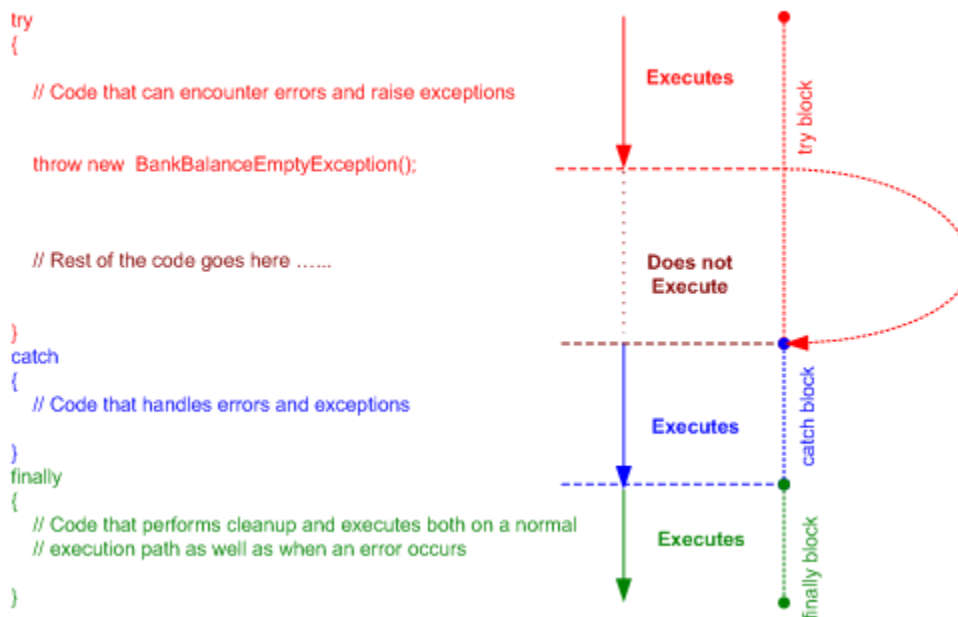 try
{
// Code that can encounter errors and raise exceptions
Executes
throw new BankBalanceEmptyException();
try block
// Rest of the code goes here …...
Does not
Execute
}
catch
{
// Code that handles errors and exceptions
Executes
catch block
}
finally
{
// Code that performs cleanup and executes both on a normal
// execution path as well as when an error occurs
Executes
finally block
}